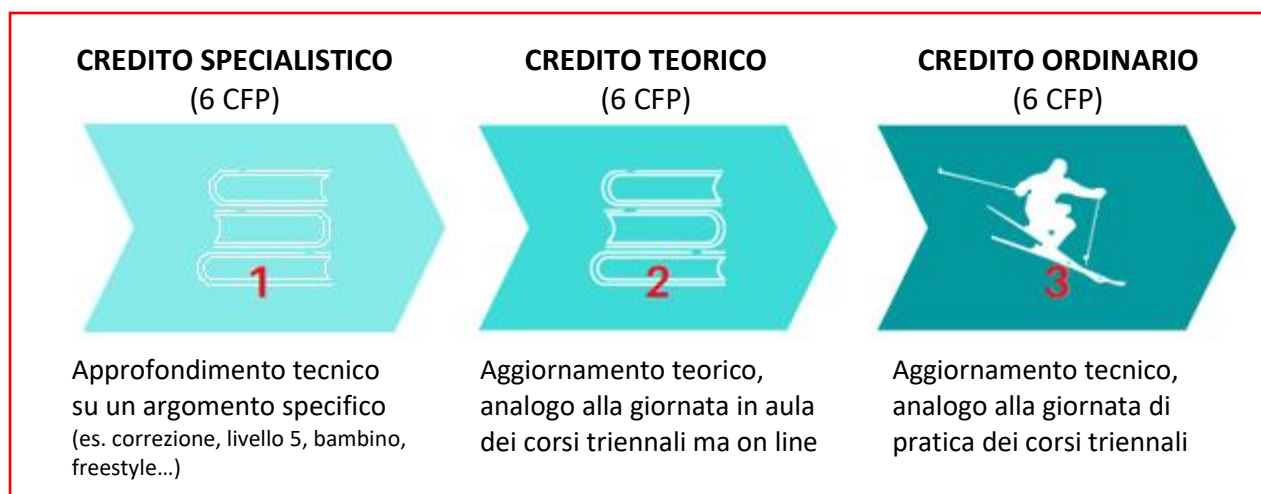 CREDITO SPECIALISTICO
(6 CFP)
1
Approfondimento tecnico
su un argomento specifico
(es. correzione, livello 5, bambino,
freestyle…)
CREDITO TEORICO
(6 CFP)
2
Aggiornamento teorico,
analogo alla giornata in aula
dei corsi triennali ma on line
CREDITO ORDINARIO
(6 CFP)
3
Aggiornamento tecnico,
analogo alla giornata di
pratica dei corsi triennali